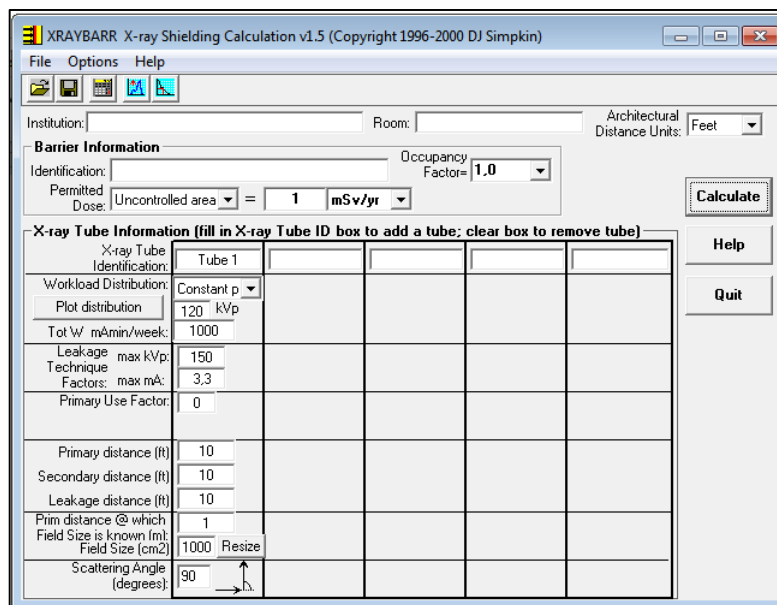 XRAYBARR X-ray Shielding Calculation v1.5 (Copyright 1996-2000 DJ Simpkin)
File Options Help
Institution: Room: Architectural Distance Units: Feet
Barrier Information
Identification: Occupancy Factor= 1,0
Permitted Dose: Uncontrolled area = 1 mSv/yr
Calculate
Help
Quit
X-ray Tube Information (fill in X-ray Tube ID box to add a tube; clear box to remove tube)
X-ray Tube Identification: Tube 1
Workload Distribution: Constant p
Plot distribution 120 kVp
Tot W mAmin/week: 1000
Leakage Technique Factors: max kVp: 150
max mA: 3,3
Primary Use Factor: 0
Primary distance (ft) 10
Secondary distance (ft) 10
Leakage distance (ft) 10
Prim distance @ which Field Size is known (m): 1
Field Size (cm2) 1000 Resize
Scattering Angle (degrees): 90